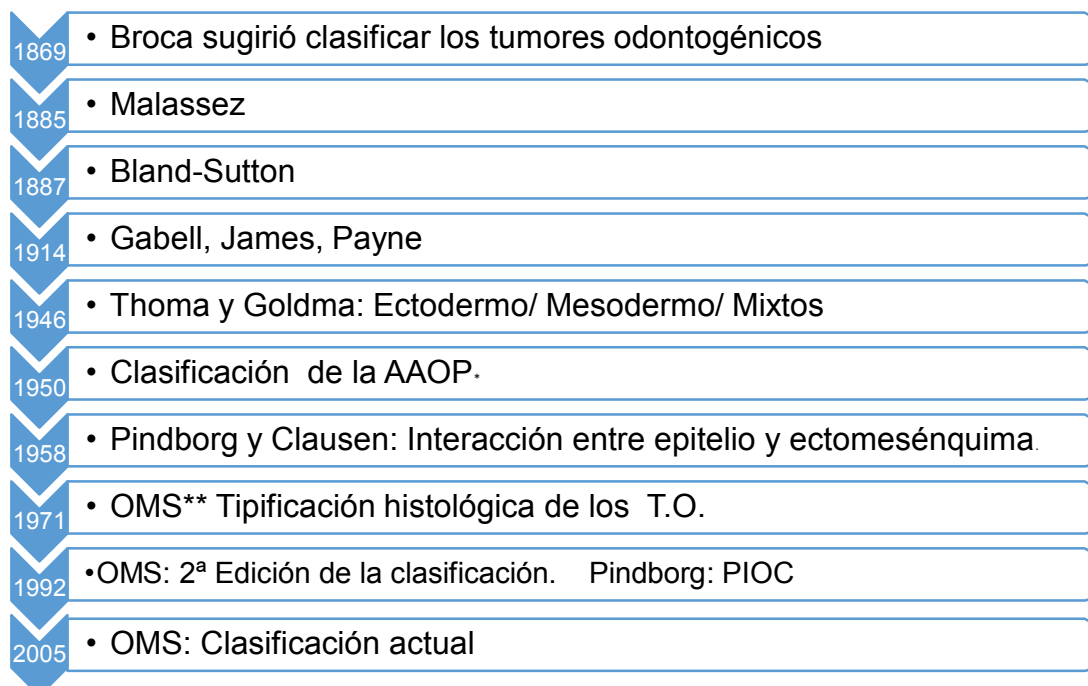 1869 • Broca sugirió clasificar los tumores odontogénicos
1885 • Malassez
1887 • Bland-Sutton
1914 • Gabell, James, Payne
1946 • Thoma y Goldma: Ectodermo/ Mesodermo/ Mixtos
1950 • Clasificación de la AAOP*
1958 • Pindborg y Clausen: Interacción entre epitelio y ectomesénquima.
1971 • OMS** Tipificación histológica de los T.O.
1992 •OMS: 2ª Edición de la clasificación. Pindborg: PIOC
2005 • OMS: Clasificación actual